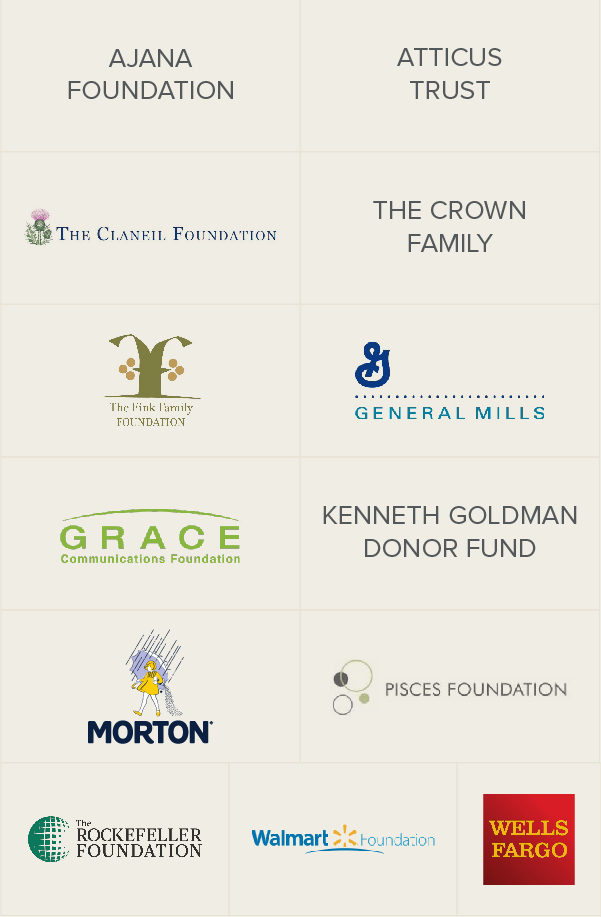 AJANA
FOUNDATION
ATTICUS
TRUST
THE CLANEIL FOUNDATION
THE CROWN
FAMILY
The Fink Family
FOUNDATION
G
GENERAL MILLS
GRACE
Communications Foundation
KENNETH GOLDMAN
DONOR FUND
MORTON
PISCES FOUNDATION
The
ROCKEFELLER
FOUNDATION
Walmart Foundation
WELLS
FARGO